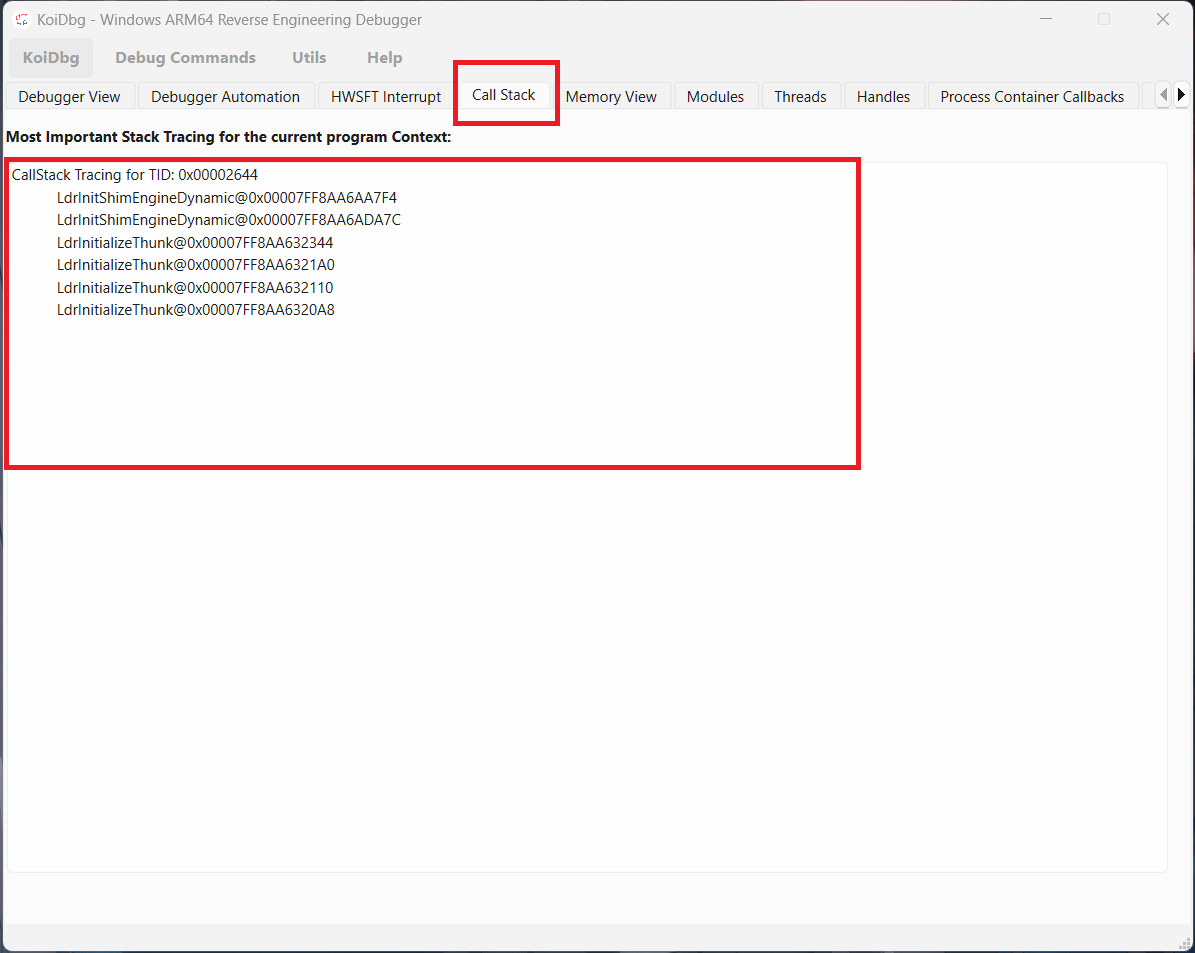 KoiDbg - Windows ARM64 Reverse Engineering Debugger
KoiDbg Debug Commands Utils Help
Debugger View Debugger Automation HWSFT Interrupt Call Stack Memory View Modules Threads Handles Process Container Callbacks
Most Important Stack Tracing for the current program Context:
CallStack Tracing for TID: 0x00002644
LdrInitShimEngineDynamic@0x00007FF8AA6AA7F4
LdrInitShimEngineDynamic@0x00007FF8AA6ADA7C
LdrInitializeThunk@0x00007FF8AA632344
LdrInitializeThunk@0x00007FF8AA6321A0
LdrInitializeThunk@0x00007FF8AA632110
LdrInitializeThunk@0x00007FF8AA6320A8